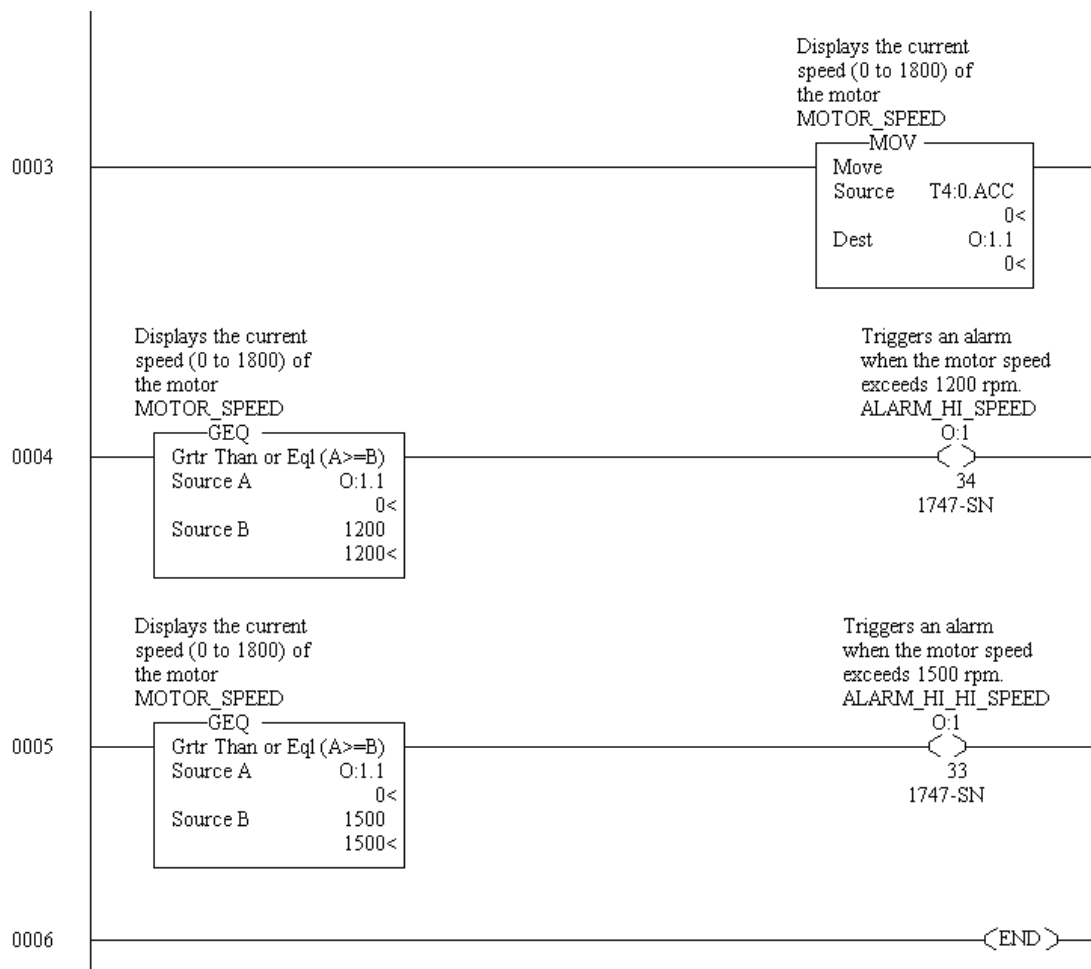 Displays the current
speed (0 to 1800) of
the motor
MOTOR_SPEED
MOV
0003
Move
Source T4:0.ACC
0<
Dest O:1.1
0<
Displays the current
speed (0 to 1800) of
the motor
MOTOR_SPEED
GEQ
0004
Grtr Than or Eql (A>=B)
Source A O:1.1
0<
Source B 1200
1200<
Triggers an alarm
when the motor speed
exceeds 1200 rpm.
ALARM_HI_SPEED
O:1
34
1747-SN
Displays the current
speed (0 to 1800) of
the motor
MOTOR_SPEED
GEQ
0005
Grtr Than or Eql (A>=B)
Source A O:1.1
0<
Source B 1500
1500<
Triggers an alarm
when the motor speed
exceeds 1500 rpm.
ALARM_HI_HI_SPEED
O:1
33
1747-SN
0006
END